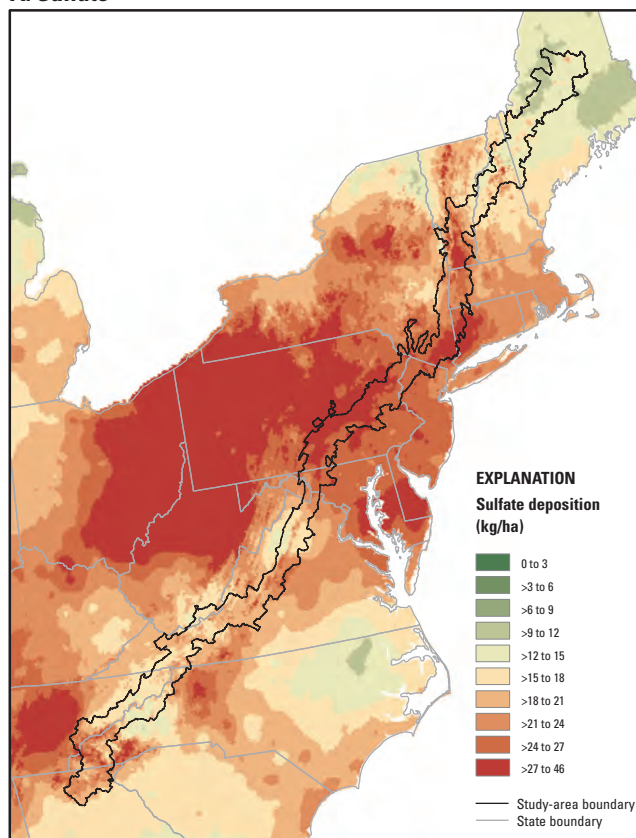 EXPLANATION
Sulfate deposition
(kg/ha)
0 to 3
>3 to 6
>6 to 9
>9 to 12
>12 to 15
>15 to 18
>18 to 21
>21 to 24
>24 to 27
>27 to 46
Study-area boundary
State boundary